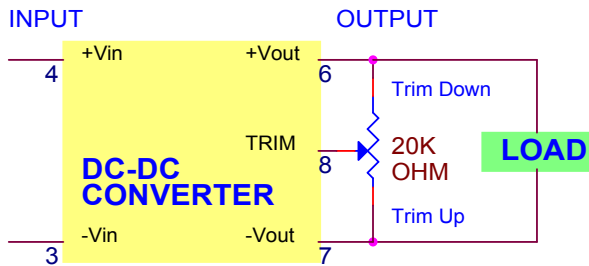 INPUT
OUTPUT
+Vin
+Vout
4
6
Trim Down
TRIM
8
20K
OHM
LOAD
DC-DC
CONVERTER
Trim Up
-Vin
-Vout
3
7